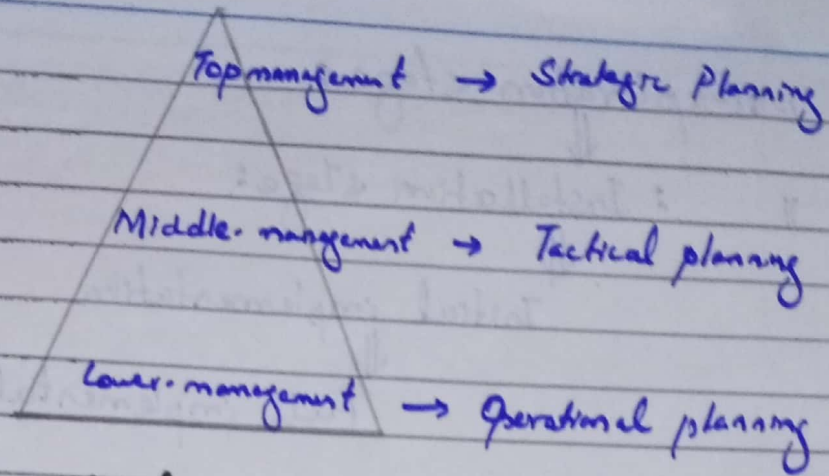 Top management → Strategic Planning
Middle. management → Tactical planning
Lower. management → Operational planning